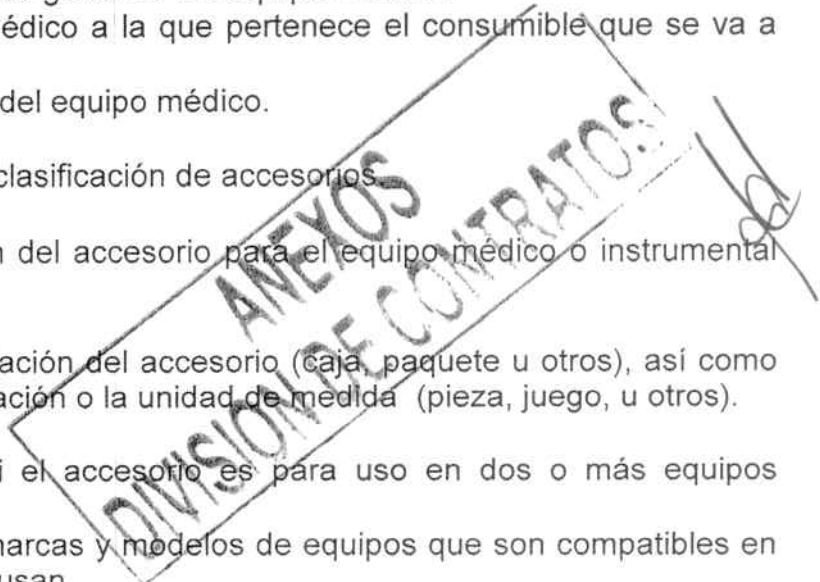 édico a la que pertenece el consumible que se va a
del equipo médico.
clasificación de accesorios.
n del accesorio para el equipo médico o instrumental
ación del accesorio (caja, paquete u otros), así como
ación o la unidad de medida (pieza, juego, u otros).
i el accesorio es para uso en dos o más equipos
marcas y modelos de equipos que son compatibles en
usan
ANEXOS
DIVISION DE CONTRATOS